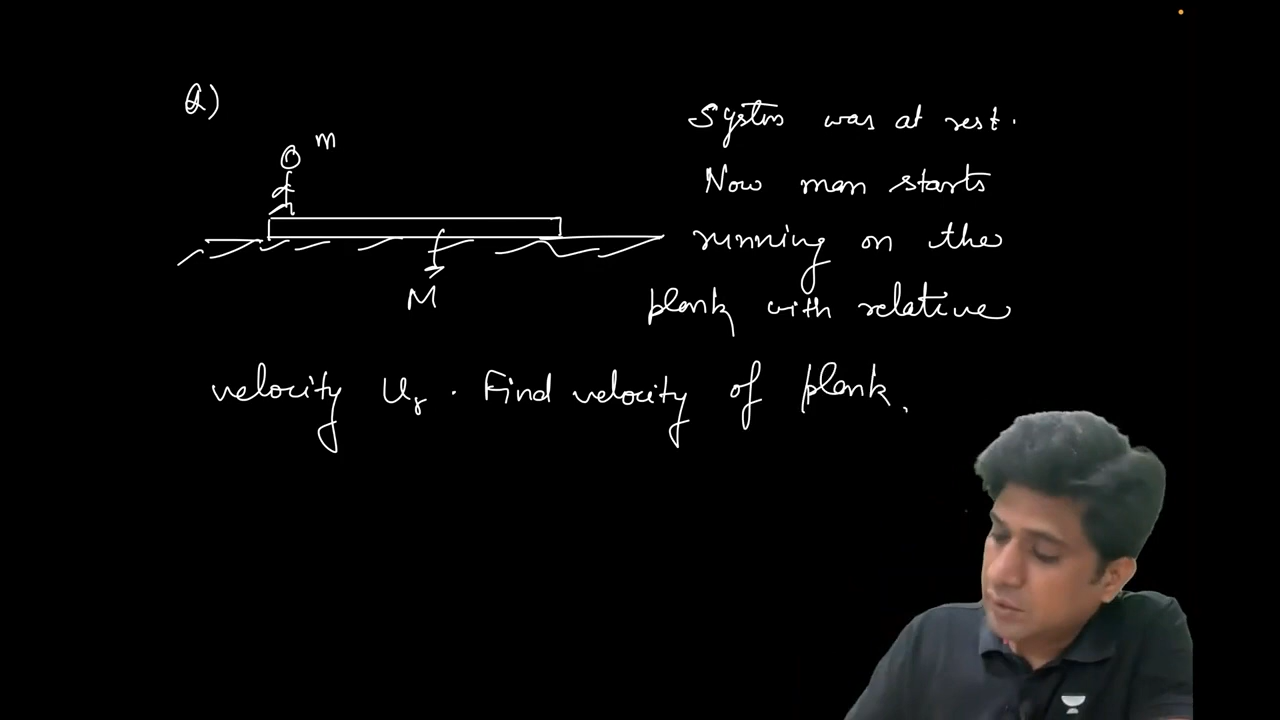 Q)
m
System was at rest.
Now man starts
running on the
M
plank with relative
velocity ur. Find velocity of plank.